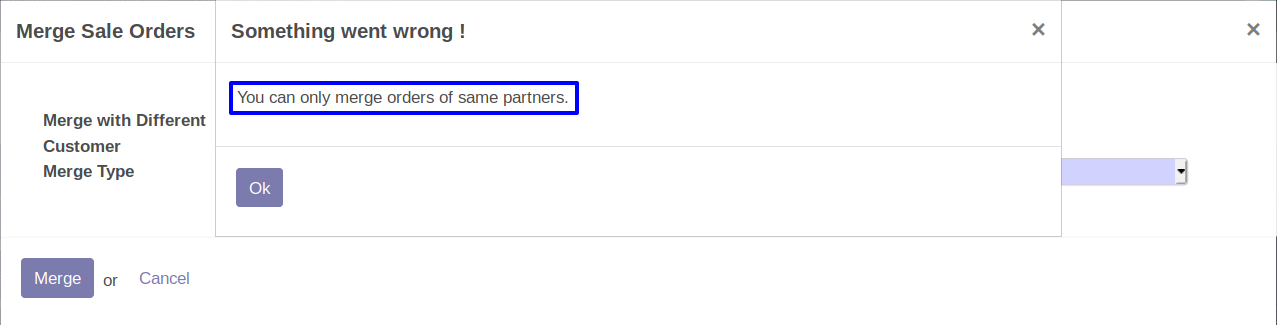 Merge Sale Orders
Something went wrong !
×
×
You can only merge orders of same partners.
Merge with Different
Customer
Merge Type
Ok
Merge or Cancel